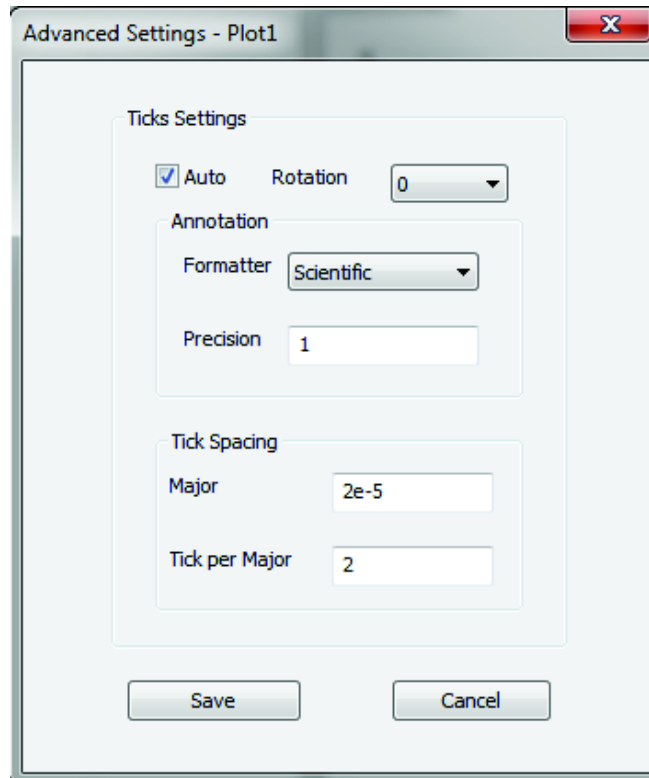 Advanced Settings - Plot1
Ticks Settings
Auto Rotation 0
Annotation
Formatter Scientific
Precision 1
Tick Spacing
Major 2e-5
Tick per Major 2
Save Cancel